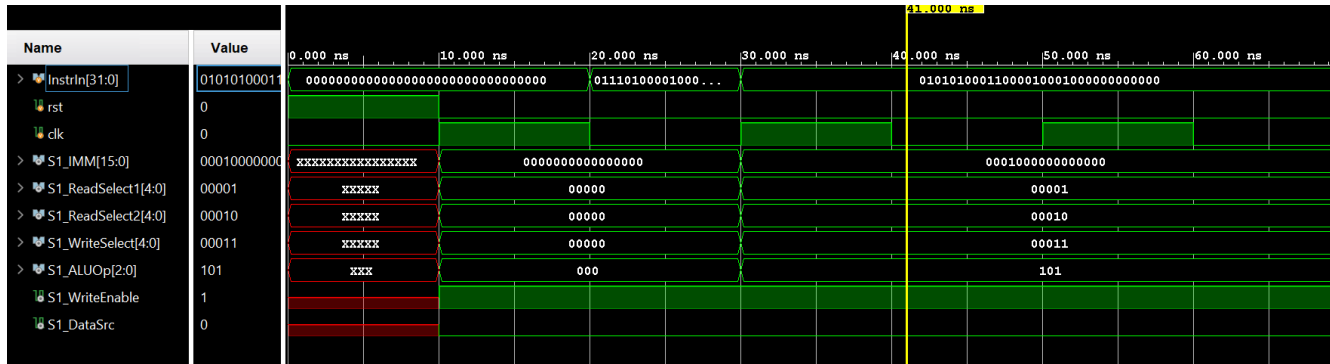 41.000 ns
Name Value
0.000 ns 10.000 ns 20.000 ns 30.000 ns 40.000 ns 50.000 ns 60.000 ns
InstrIn[31:0] 01010100011 00000000000000000000000000000000 01110100001000... 01010100011000010001000000000000
rst 0
clk 0
S1_IMM[15:0] 00010000000 XXXXXXXXXXXXXXXX 0000000000000000 0001000000000000
S1_ReadSelect1[4:0] 00001 XXXXX 00000 00001
S1_ReadSelect2[4:0] 00010 XXXXX 00000 00010
S1_WriteSelect[4:0] 00011 XXXXX 00000 00011
S1_ALUOp[2:0] 101 XXX 000 101
S1_WriteEnable 1
S1_DataSrc 0